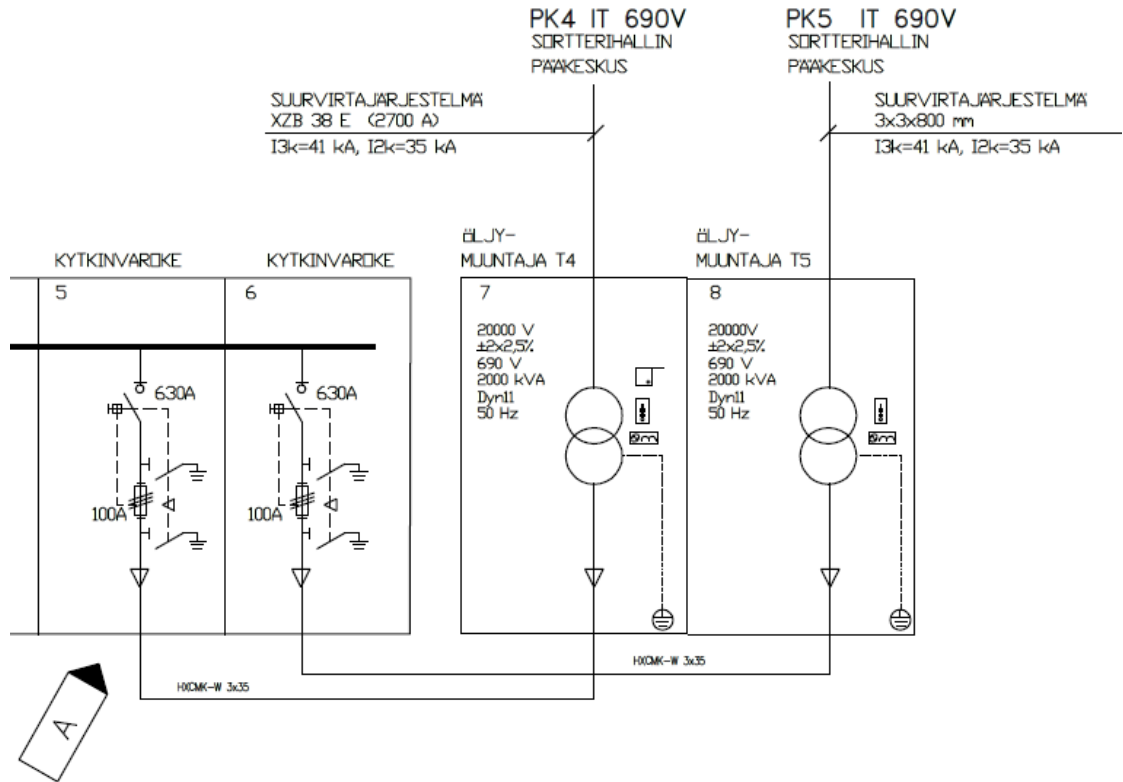 PK4 IT 690V
SORTTERIHALLIN
PÄÄKESKUS
PK5 IT 690V
SORTTERIHALLIN
PÄÄKESKUS
SUURVIRTAJÄRJESTELMÄ
XZB 38 E (2700 A)
I3k=41 kA, I2k=35 kA
SUURVIRTAJÄRJESTELMÄ
3x3x800 mm
I3k=41 kA, I2k=35 kA
KYTKINVAROKE
KYTKINVAROKE
ÖLJY-
MUUNTAJA T4
ÖLJY-
MUUNTAJA T5
5
6
7
8
630A
630A
100A
100A
20000 V
±2x2,5%
690 V
2000 kVA
Dyn11
50 Hz
20000V
±2x2,5%
690 V
2000 kVA
Dyn11
50 Hz
HXCMK-W 3x35
HXCMK-W 3x35
A